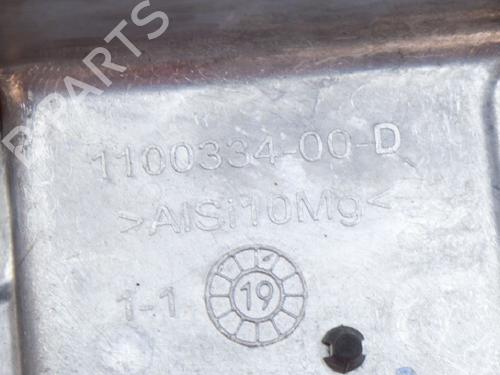 B-PARTS
1100334-00-D
>AlSi10Mg<
1-1
19